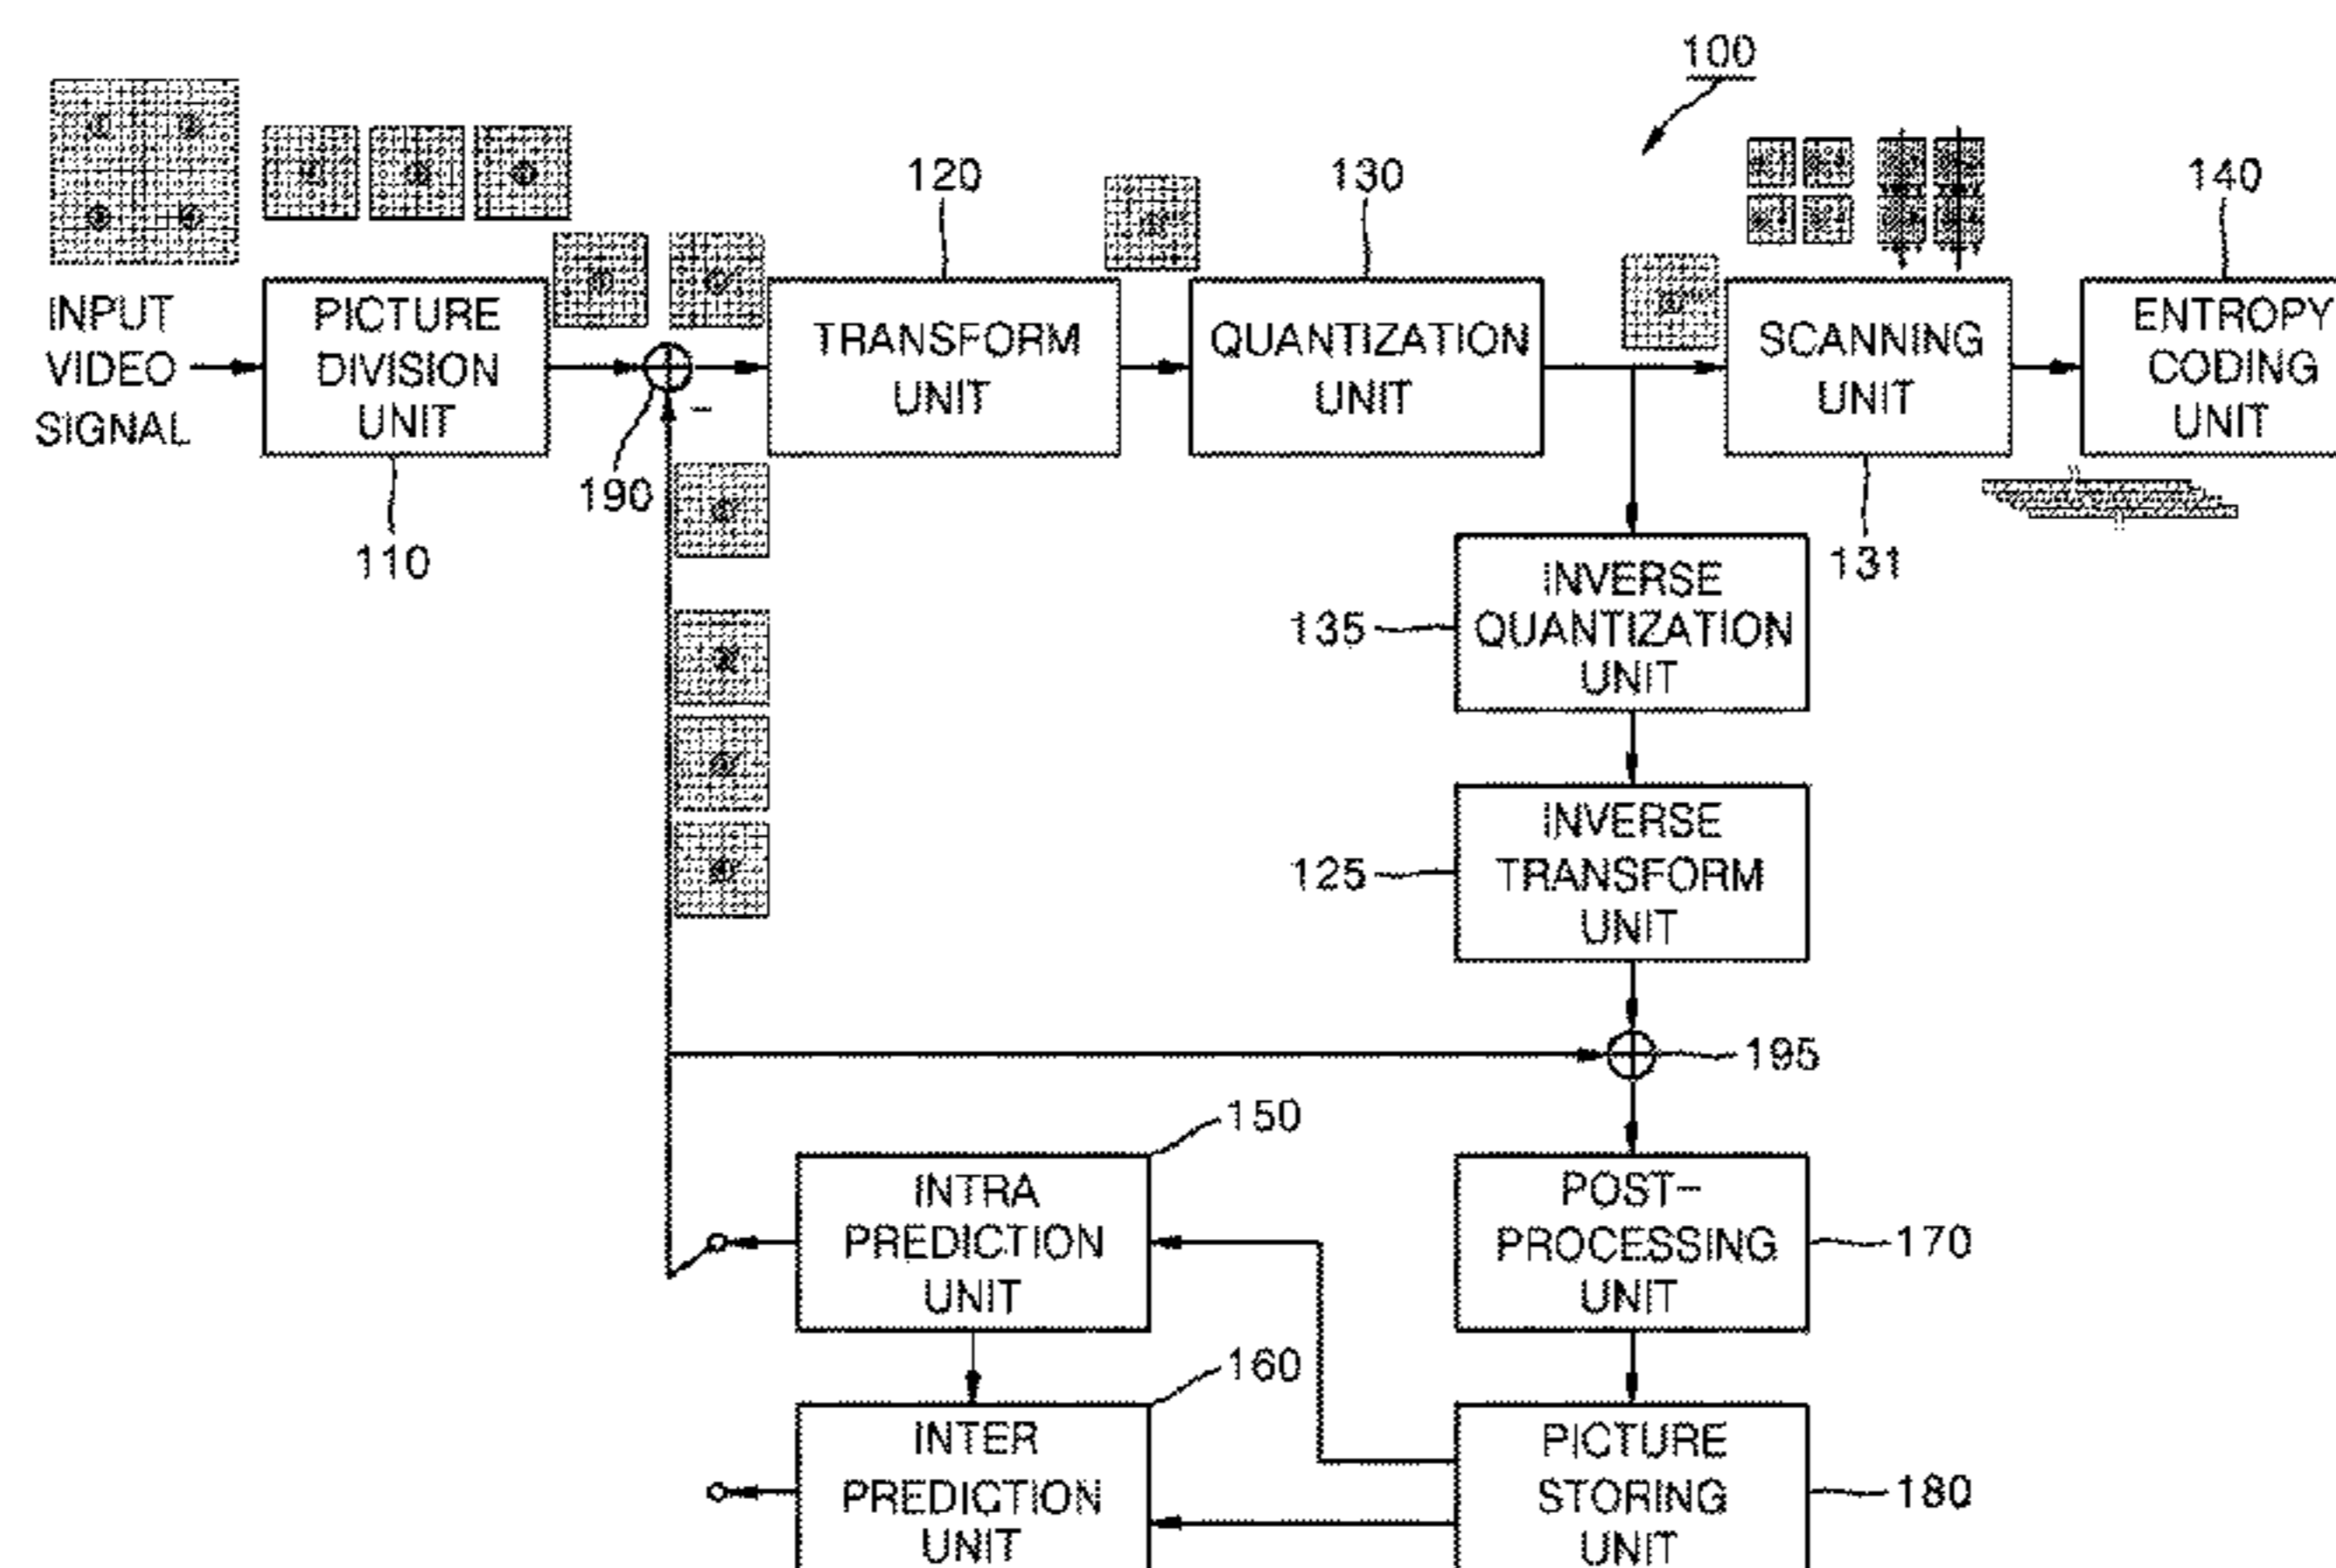 100
120
130
140
INPUT
VIDEO
SIGNAL
PICTURE
DIVISION
UNIT
TRANSFORM
UNIT
QUANTIZATION
UNIT
SCANNING
UNIT
ENTROPY
CODING
UNIT
-
190
110
131
135
INVERSE
QUANTIZATION
UNIT
125
INVERSE
TRANSFORM
UNIT
195
150
INTRA
PREDICTION
UNIT
POST-
PROCESSING
UNIT
170
160
INTER
PREDICTION
UNIT
PICTURE
STORING
UNIT
180